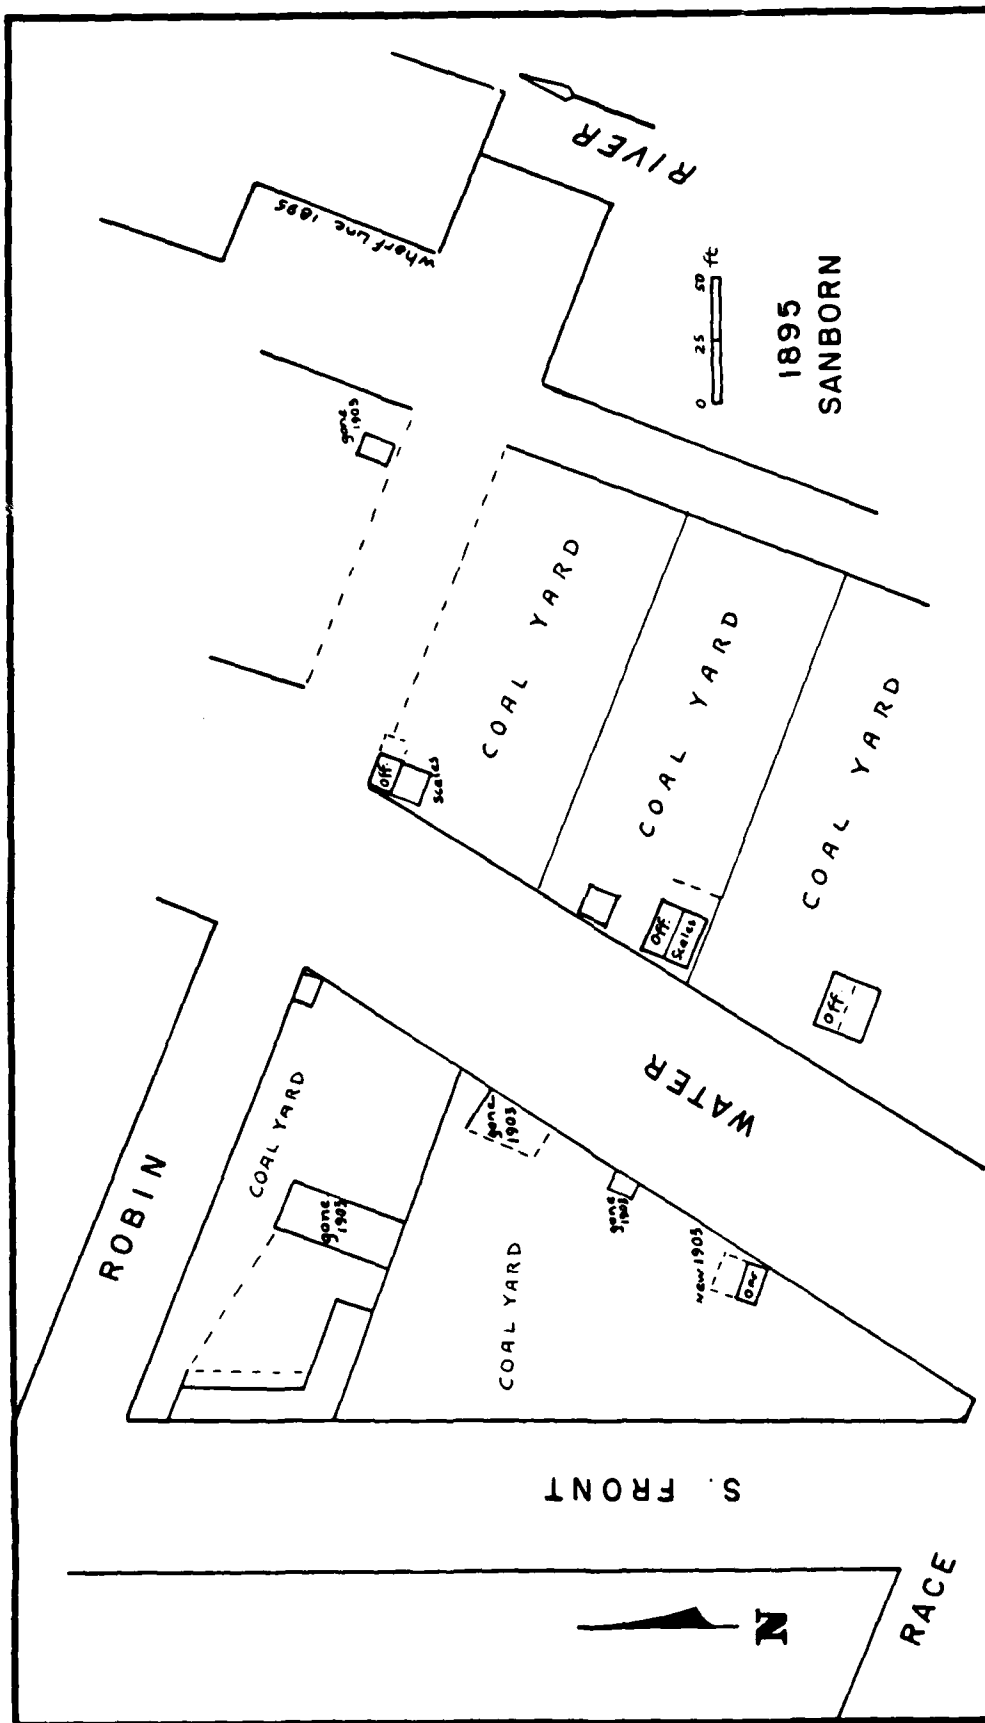 RIVER
wharf Line 1895
0 25 50 ft
1895
SANBORN
gone
1903
COAL YARD
Off.
scales
COAL YARD
Off.
Scales
COAL YARD
Off.
ROBIN
COAL YARD
gone
1903
WATER
gone
1903
gone
1903
COAL YARD
NEW 1903
S. FRONT
N
RACE